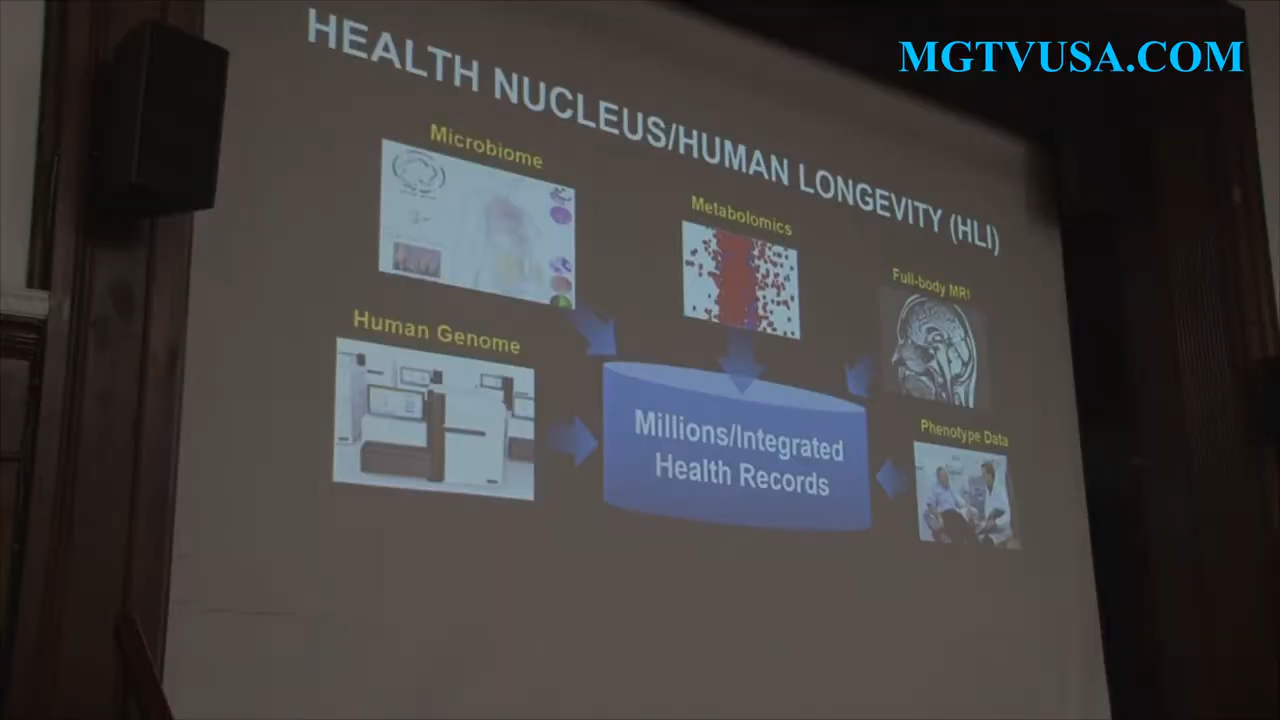 MGTVUSA.COM
HEALTH NUCLEUS/HUMAN LONGEVITY (HLI)
Microbiome
Metabolomics
Full-body MRI
Human Genome
Millions/Integrated
Health Records
Phenotype Data